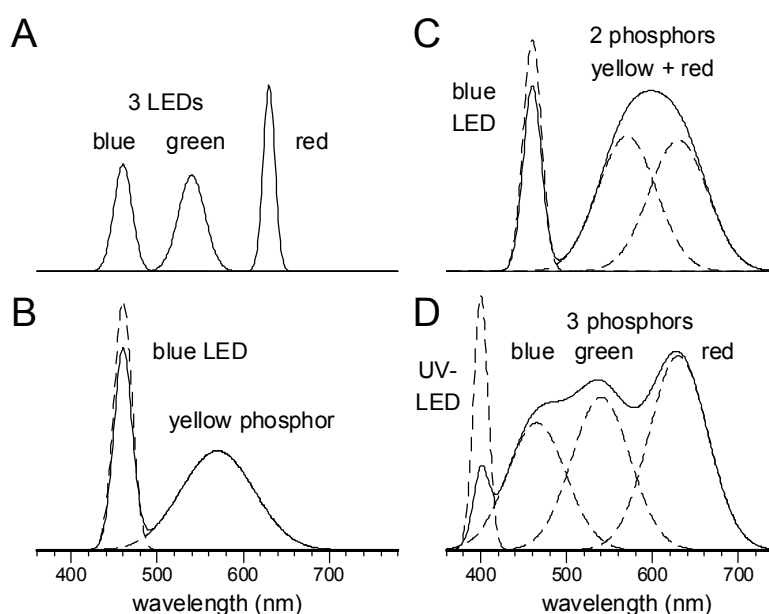 A
3 LEDs
blue green red
C
2 phosphors
yellow + red
blue
LED
B
blue LED
yellow phosphor
400 500 600 700
wavelength (nm)
D
3 phosphors
blue green red
UV-
LED
400 500 600 700
wavelength (nm)